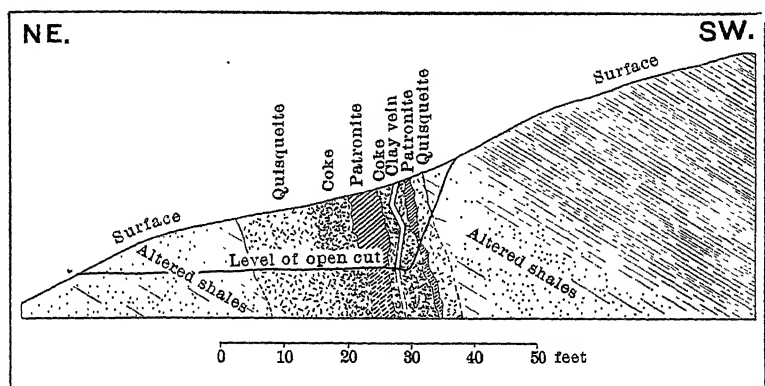 NE.
SW.
Surface
Quisqueite
Coke
Patronite
Coke
Clay vein
Patronite
Quisqueite
Surface
Altered shales
Level of open cut
Altered shales
0 10 20 30 40 50 feet